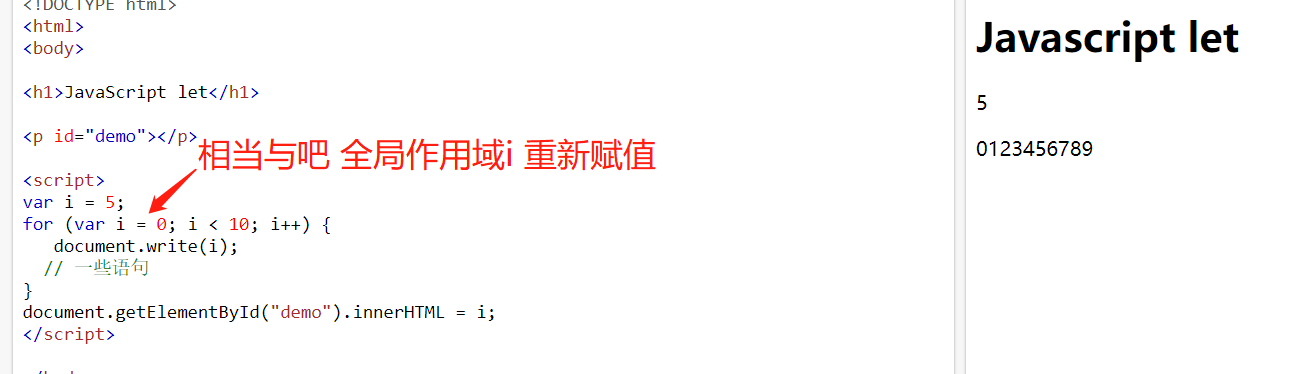 <!DOCTYPE html>
<html>
<body>
<h1>JavaScript let</h1>
<p id="demo"></p>
相当与吧 全局作用域i 重新赋值
<script>
var i = 5;
for (var i = 0; i < 10; i++) {
document.write(i);
// 一些语句
}
document.getElementById("demo").innerHTML = i;
</script>
Javascript let
5
0123456789